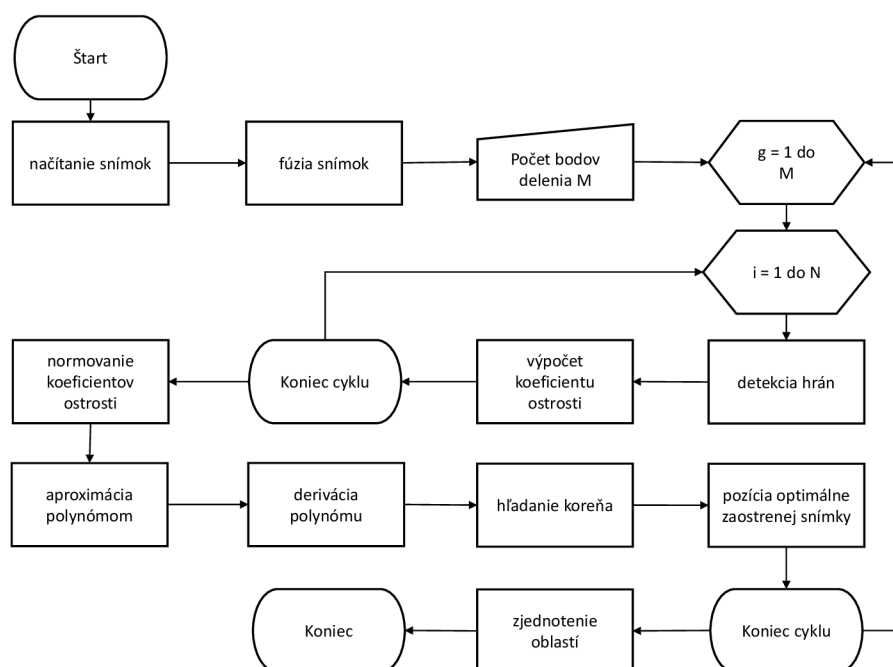 Štart
načítanie snímok
fúzia snímok
Počet bodov
delenia M
g = 1 do
M
i = 1 do N
detekcia hrán
výpočet
koeficientu
ostrosti
Koniec cyklu
normovanie
koeficientov
ostrosti
aproximácia
polynómom
derivácia
polynómu
hľadanie koreňa
pozícia optimálne
zaostrenej snímky
Koniec cyklu
zjednotenie
oblastí
Koniec